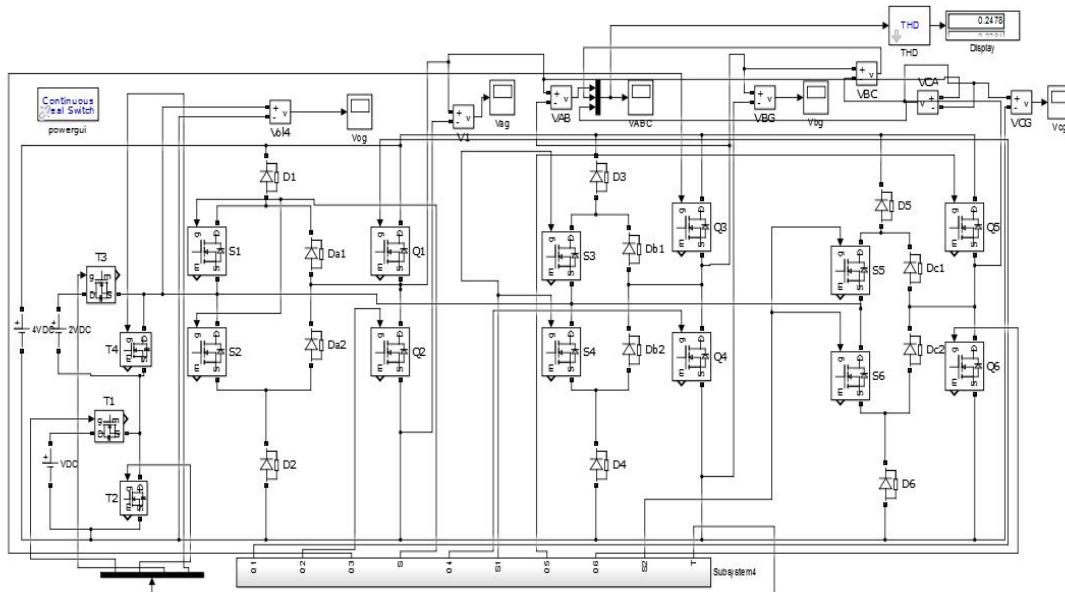 THD
0.2478
THD
Display
Continuous
powergui
Vol4
Vog
V1
Vag
VAB
VABC
VBG
Vbg
VBC
VCA
VCG
D1
D3
D5
S1
Da1
Q1
S3
Db1
Q3
S5
Dc1
Q5
T3
4VDC
2VDC
T4
S2
Da2
Q2
S4
Db2
Q4
S6
Dc2
Q6
T1
VDC
T2
D2
D4
D6
S
S1
S2
T
Subsystem4